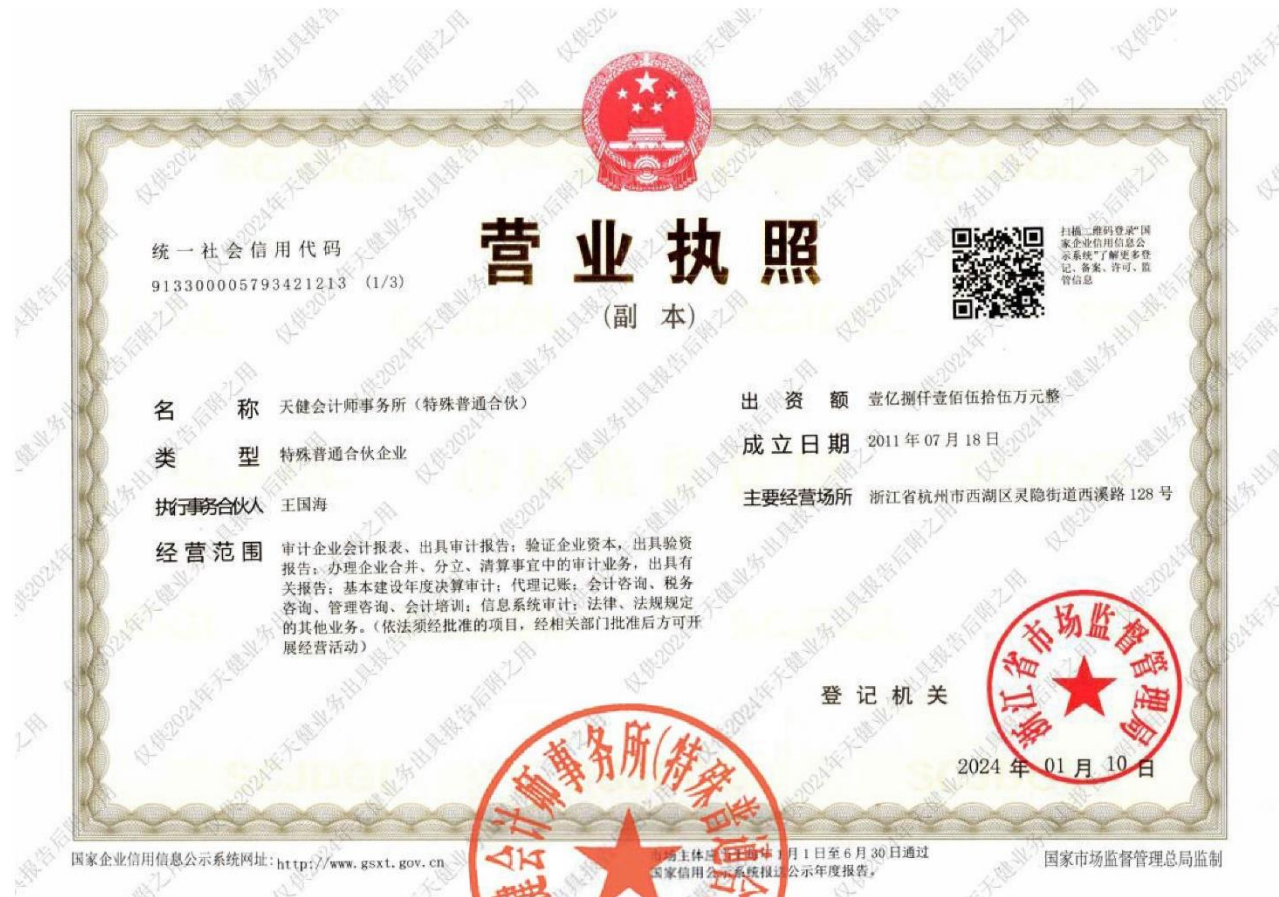 营业执照
(副 本)
统一社会信用代码
913300005793421213 (1/3)
扫描二维码登录“国
家企业信用信息公
示系统”了解更多登
记、备案、许可、监
管信息
名 称 天健会计师事务所(特殊普通合伙)
类 型 特殊普通合伙企业
执行事务合伙人 王国海
经营范围 审计企业会计报表、出具审计报告;验证企业资本,出具验资
报告;办理企业合并、分立、清算事宜中的审计业务,出具有
关报告;基本建设年度决算审计;代理记账;会计咨询、税务
咨询、管理咨询、会计培训;信息系统审计;法律、法规规定
的其他业务。(依法须经批准的项目,经相关部门批准后方可开
展经营活动)
出 资 额 壹亿捌仟壹佰伍拾伍万元整
成立日期 2011年07月18日
主要经营场所 浙江省杭州市西湖区灵隐街道西溪路128号
登记机关
浙江省市场监督管理局
2024年 01月 10日
健会计师事务所(特殊普通合
国家企业信用信息公示系统网址:http://www.gsxt.gov.cn
市场主体应当于每年1月1日至6月30日通过
国家信用公示系统报送公示年度报告。
国家市场监督管理总局监制
仅供2024年天健业务出具报告后附之用